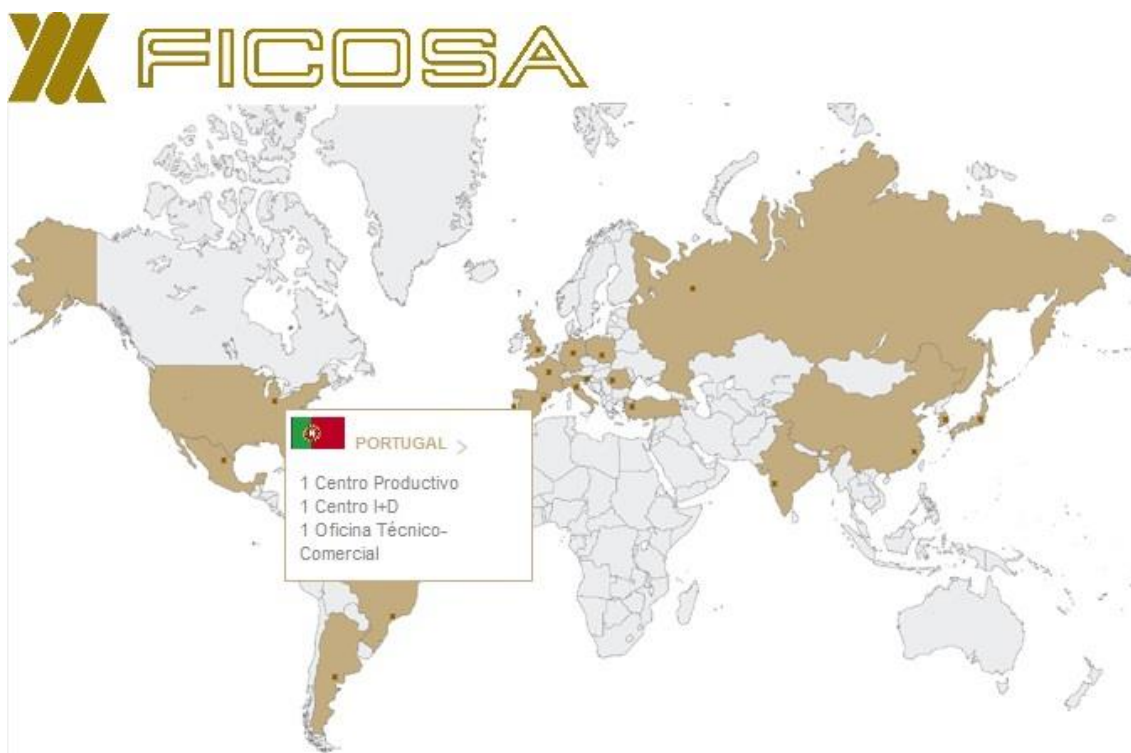 FICOSA
PORTUGAL >
1 Centro Productivo
1 Centro I+D
1 Oficina Técnico-
Comercial